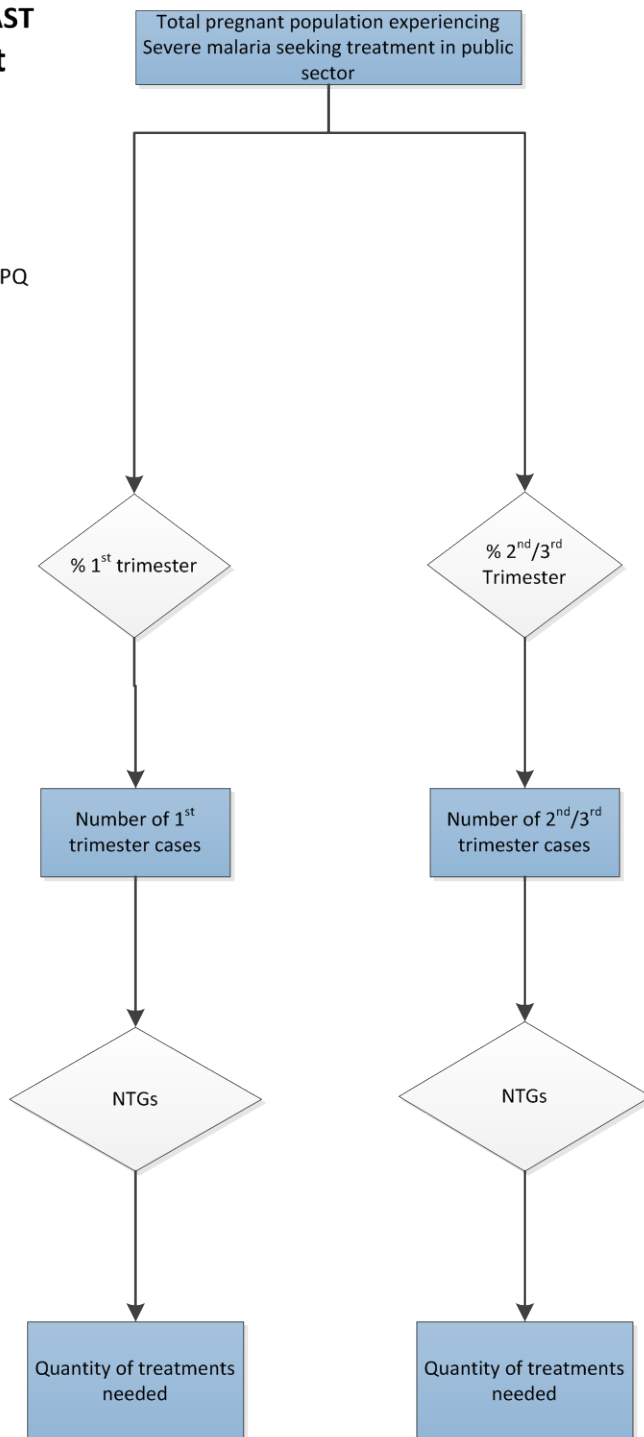 AST
t
Total pregnant population experiencing
Severe malaria seeking treatment in public
sector
PQ
% 1st trimester
% 2nd/3rd
Trimester
Number of 1st
trimester cases
Number of 2nd/3rd
trimester cases
NTGs
NTGs
Quantity of treatments
needed
Quantity of treatments
needed